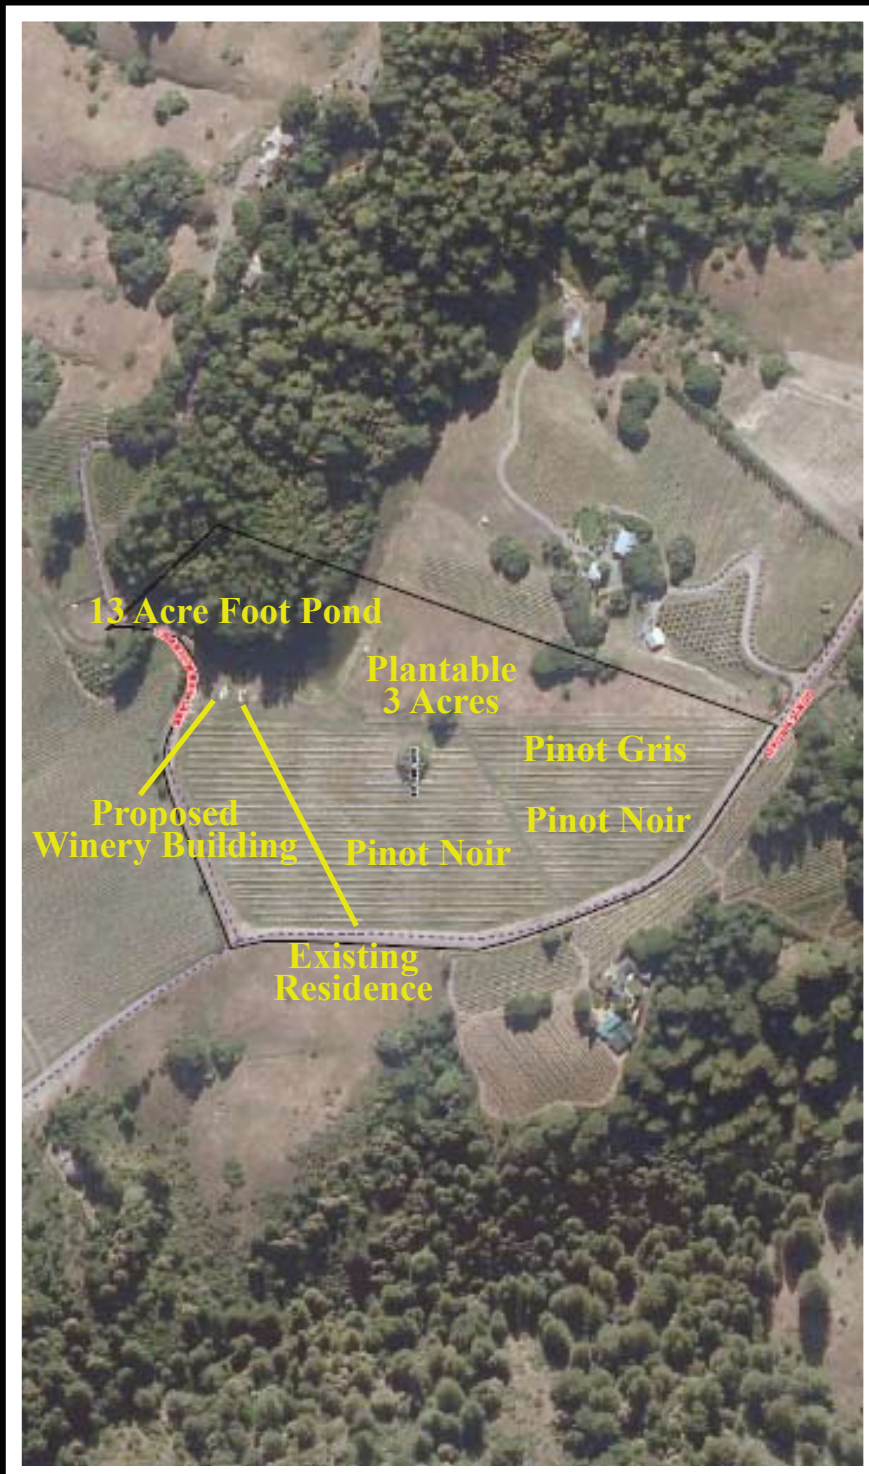 13 Acre Foot Pond
Plantable
3 Acres
Pinot Gris
Pinot Noir
Proposed
Winery Building
Pinot Noir
Existing
Residence